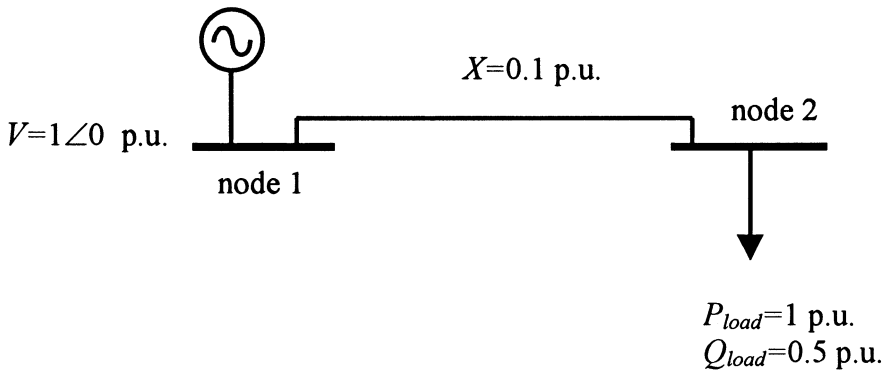 X=0.1 p.u.
node 2
V=1∠0 p.u.
node 1
Pload=1 p.u.
Qload=0.5 p.u.